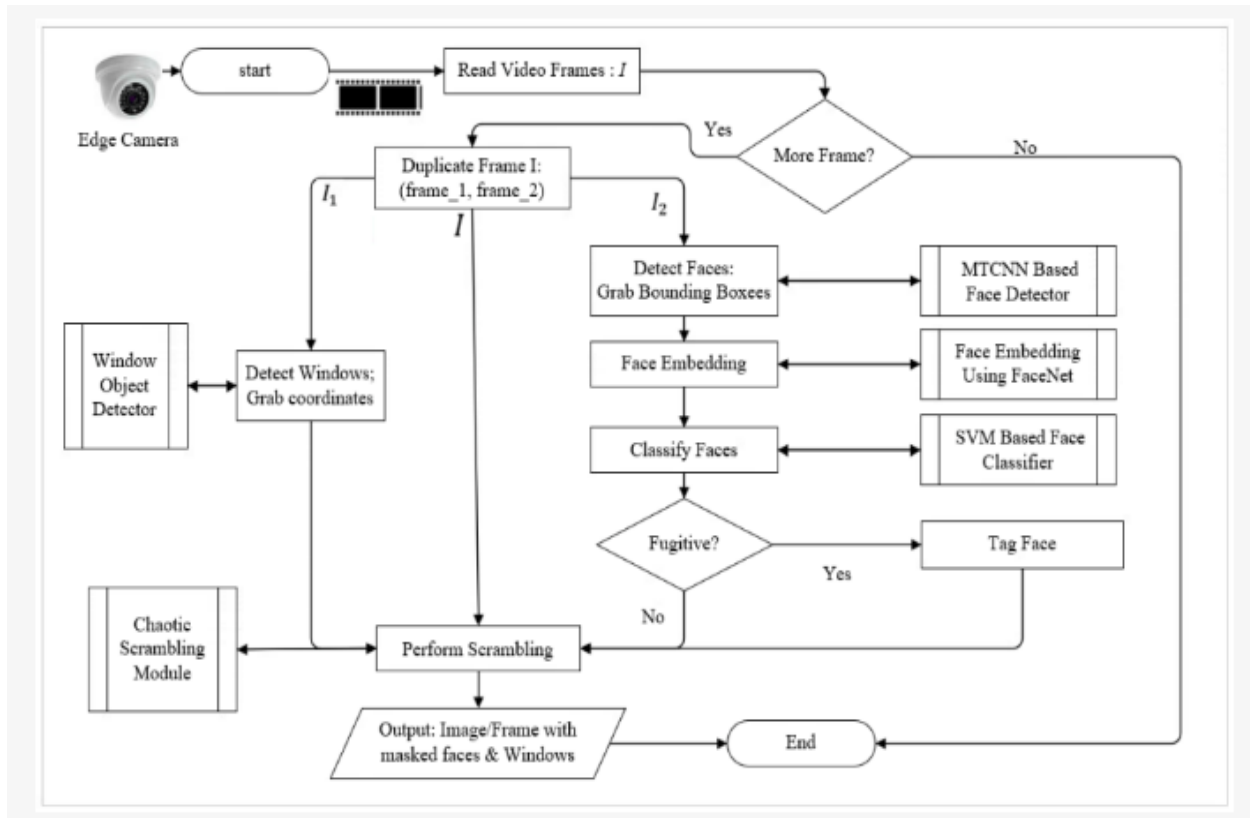 start
Read Video Frames : I
Edge Camera
More Frame?
Yes
No
Duplicate Frame I:
(frame_1, frame_2)
I₁
I
I₂
Detect Faces:
Grab Bounding Boxees
MTCNN Based
Face Detector
Window
Object
Detector
Detect Windows;
Grab coordinates
Face Embedding
Face Embedding
Using FaceNet
Classify Faces
SVM Based Face
Classifier
Fugitive?
Yes
Tag Face
No
Chaotic
Scrambling
Module
Perform Scrambling
Output: Image/Frame with
masked faces & Windows
End